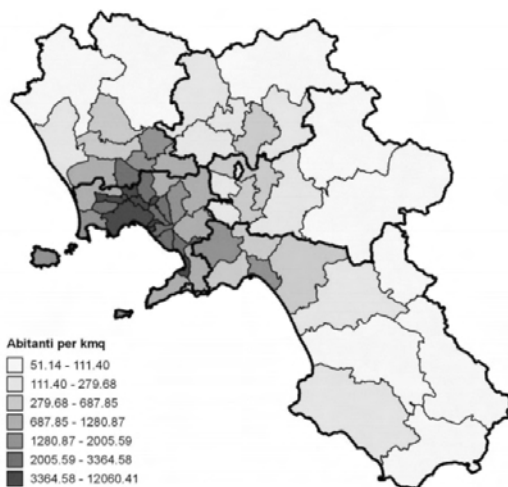 Abitanti per kmq
51.14 - 111.40
111.40 - 279.68
279.68 - 687.85
687.85 - 1280.87
1280.87 - 2005.59
2005.59 - 3364.58
3364.58 - 12060.41